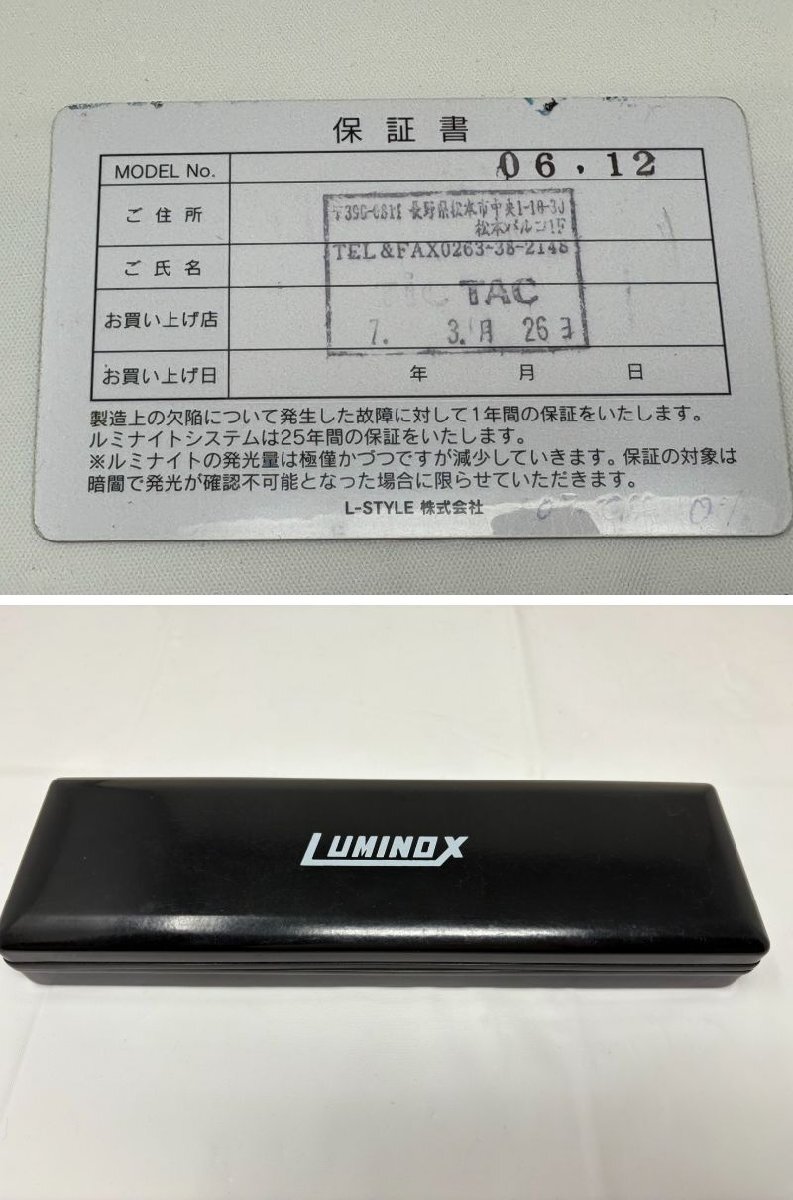 保証書
MODEL No.
06.12
ご住所
〒390-0811 長野県松本市中央1-10-30
松本パルコ1F
ご氏名
TEL&FAX0263-38-2148
お買い上げ店
TIC TAC
7. 3.月 26日
お買い上げ日
年 月 日
製造上の欠陥について発生した故障に対して1年間の保証をいたします。
ルミナイトシステムは25年間の保証をいたします。
※ルミナイトの発光量は極僅かづつですが減少していきます。保証の対象は
暗闇で発光が確認不可能となった場合に限らせていただきます。
L-STYLE 株式会社
LUMINOX